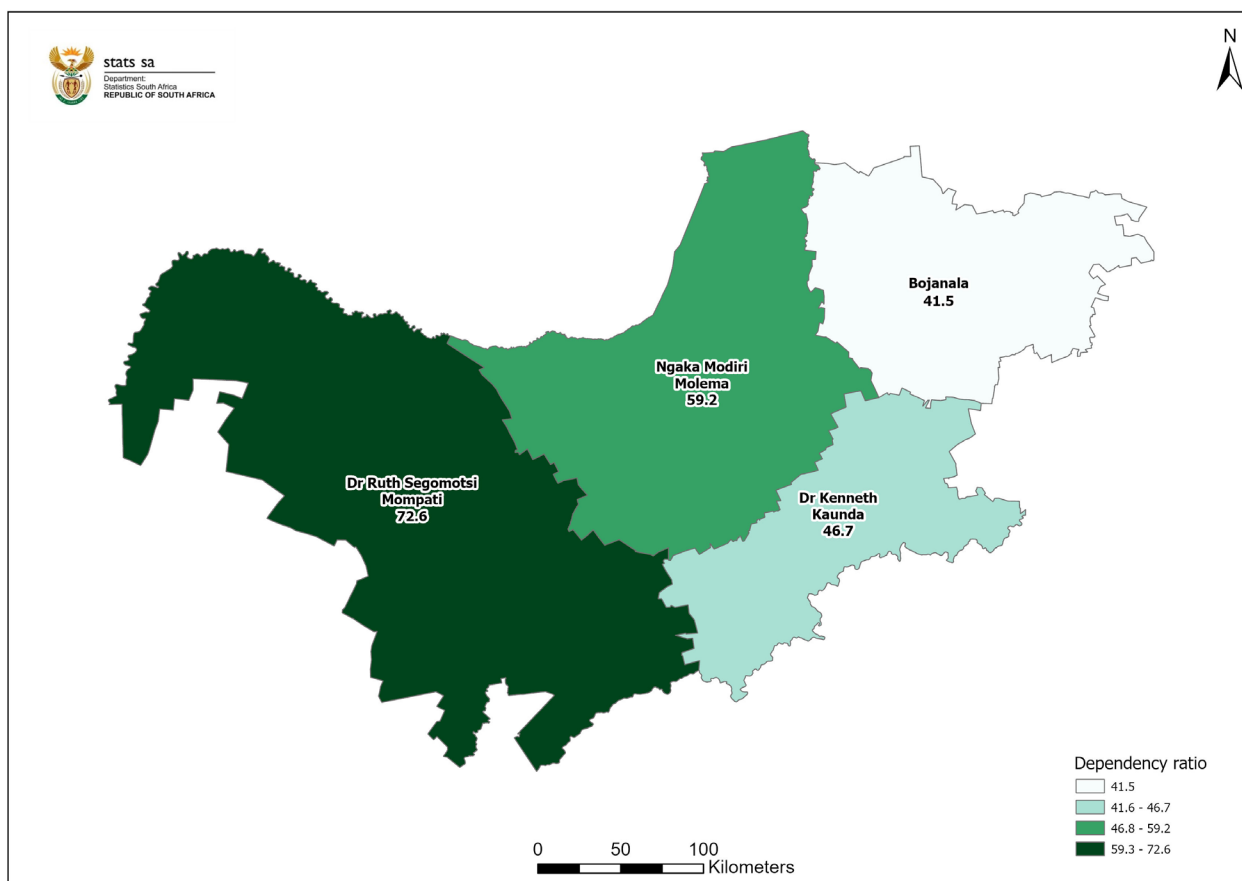 stats sa
Department:
Statistics South Africa
REPUBLIC OF SOUTH AFRICA
N
Bojanala
41.5
Ngaka Modiri
Molema
59.2
Dr Ruth Segomotsi
Mompati
72.6
Dr Kenneth
Kaunda
46.7
Dependency ratio
41.5
41.6 - 46.7
46.8 - 59.2
59.3 - 72.6
0 50 100
Kilometers